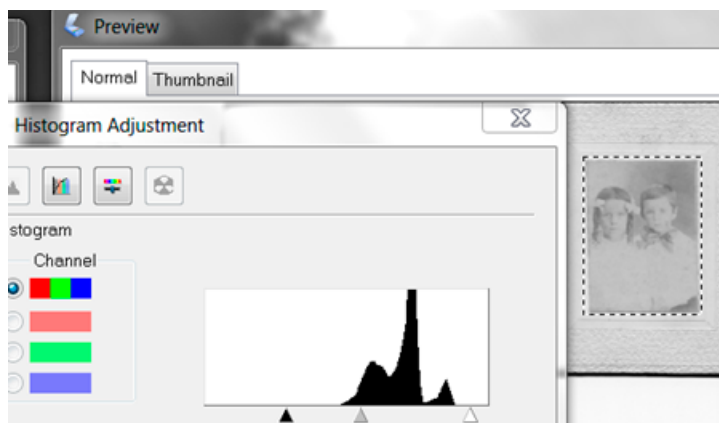 Preview
Normal Thumbnail
Histogram Adjustment
stogram
Channel